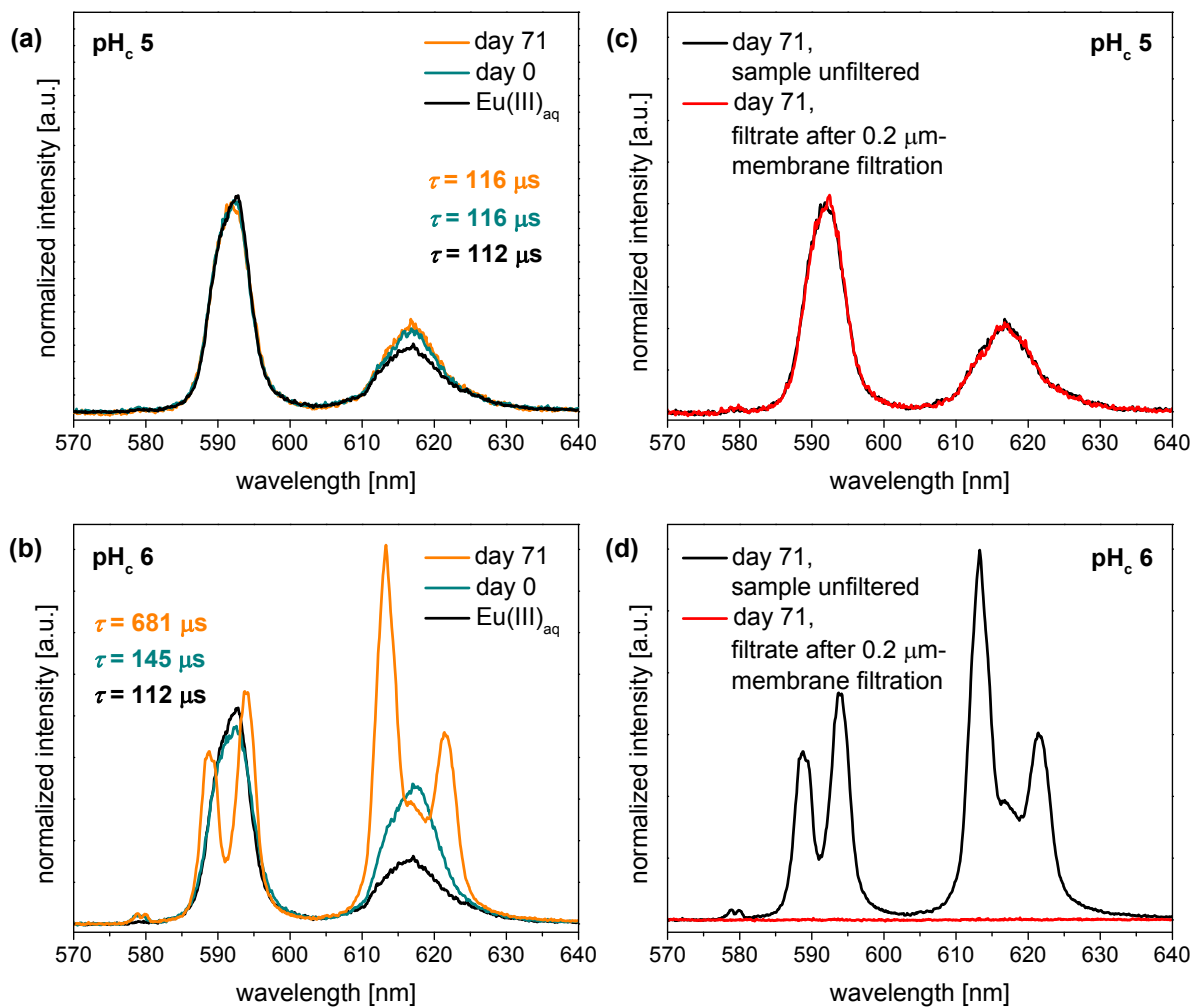 (a)
pHc 5
day 71
day 0
Eu(III)aq
τ = 116 μs
τ = 116 μs
τ = 112 μs
normalized intensity [a.u.]
570 580 590 600 610 620 630 640
wavelength [nm]
(c)
day 71,
sample unfiltered
day 71,
filtrate after 0.2 μm-
membrane filtration
pHc 5
normalized intensity [a.u.]
570 580 590 600 610 620 630 640
wavelength [nm]
(b)
pHc 6
day 71
day 0
Eu(III)aq
τ = 681 μs
τ = 145 μs
τ = 112 μs
normalized intensity [a.u.]
570 580 590 600 610 620 630 640
wavelength [nm]
(d)
day 71,
sample unfiltered
day 71,
filtrate after 0.2 μm-
membrane filtration
pHc 6
normalized intensity [a.u.]
570 580 590 600 610 620 630 640
wavelength [nm]